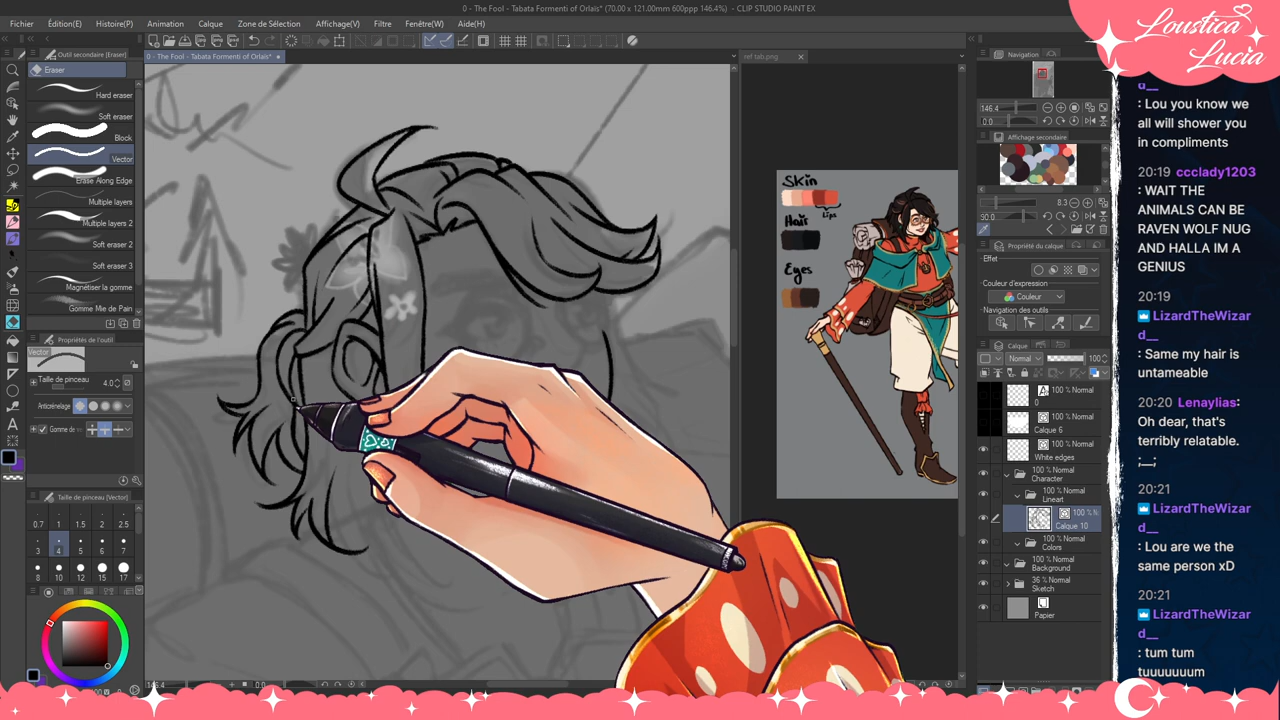 0 - The Fool - Tabata Formenti of Orlais* (70.00 x 121.00mm 600ppp 146.4%) - CLIP STUDIO PAINT EX
Fichier Édition(E) Histoire(P) Animation Calque Zone de Sélection Affichage(V) Filtre Fenêtre(W) Aide(H)
Outil secondaire (Eraser)
Eraser
Hard eraser
Soft eraser
Block
Vector
Erase Along Edge
Multiple layers
Multiple layers 2
Soft eraser 2
Soft eraser 3
Magnétiser la gomme
Gomme Mie de Pain
Propriétés de l'outil
Vector
Taille de pinceau 4.0
Anticrénelage
Gomme de
Taille de pinceau (Vector)
0.7 1 1.5 2 2.5
3 4 5 6 7
8 10 12 15 17
0 - The Fool - Tabata Formenti of Orlais*
ref tab.png
Skin
Lips
Hair
Eyes
Navigation
146.4
0.0
Affichage secondaire
8.3
90.0
Propriété du calque
Effet
Couleur d'expression
Couleur
Navigation des mires
Calque
Normal 100
100 % Normal
0
100 % Normal
Calque 6
100 % Normal
White edges
100 % Normal
Character
100 % Normal
Lineart
100 %
Calque 10
100 % Normal
Colors
100 % Normal
Background
36 % Normal
Sketch
Papier
Loustica
Lucia
d__
: Lou you know we
all will shower you
in compliments
20:19 ccclady1203
: WAIT THE
ANIMALS CAN BE
RAVEN WOLF NUG
AND HALLA IM A
GENIUS
20:19
LizardTheWizar
d__
: Same my hair is
untameable
20:20 Lenaylias:
Oh dear, that's
terribly relatable.
;_;
20:21
LizardTheWizar
d__
: Lou are we the
same person xD
20:21
LizardTheWizar
d__
: tum tum
tuuuuuuum